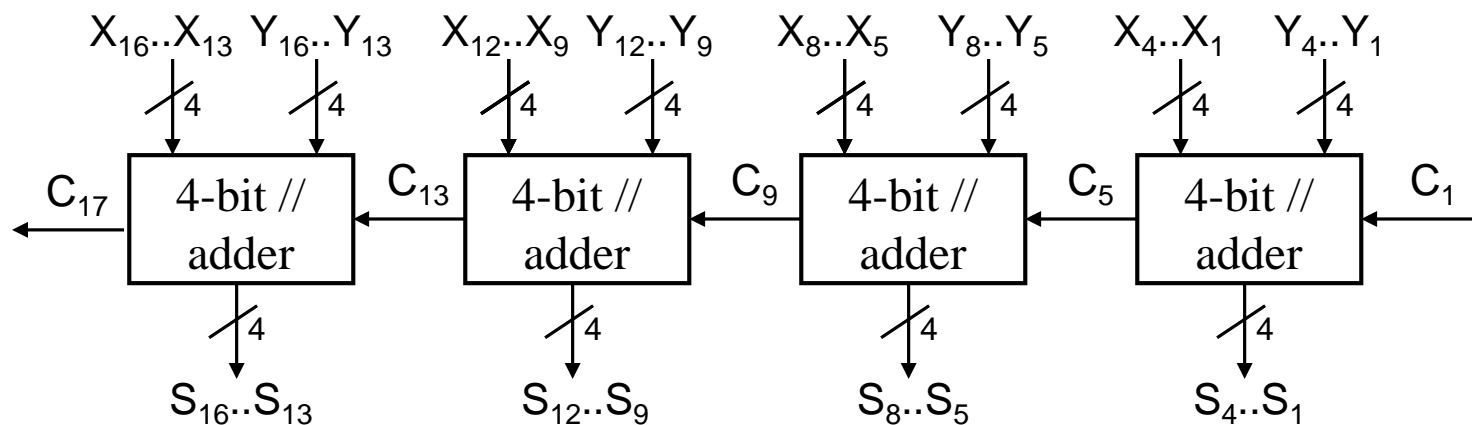 X₁₆..X₁₃ Y₁₆..Y₁₃ X₁₂..X₉ Y₁₂..Y₉ X₈..X₅ Y₈..Y₅ X₄..X₁ Y₄..Y₁
4 4 4 4 4 4 4 4
C₁₇ 4-bit // C₁₃ 4-bit // C₉ 4-bit // C₅ 4-bit // C₁
adder adder adder adder
4 4 4 4
S₁₆..S₁₃ S₁₂..S₉ S₈..S₅ S₄..S₁